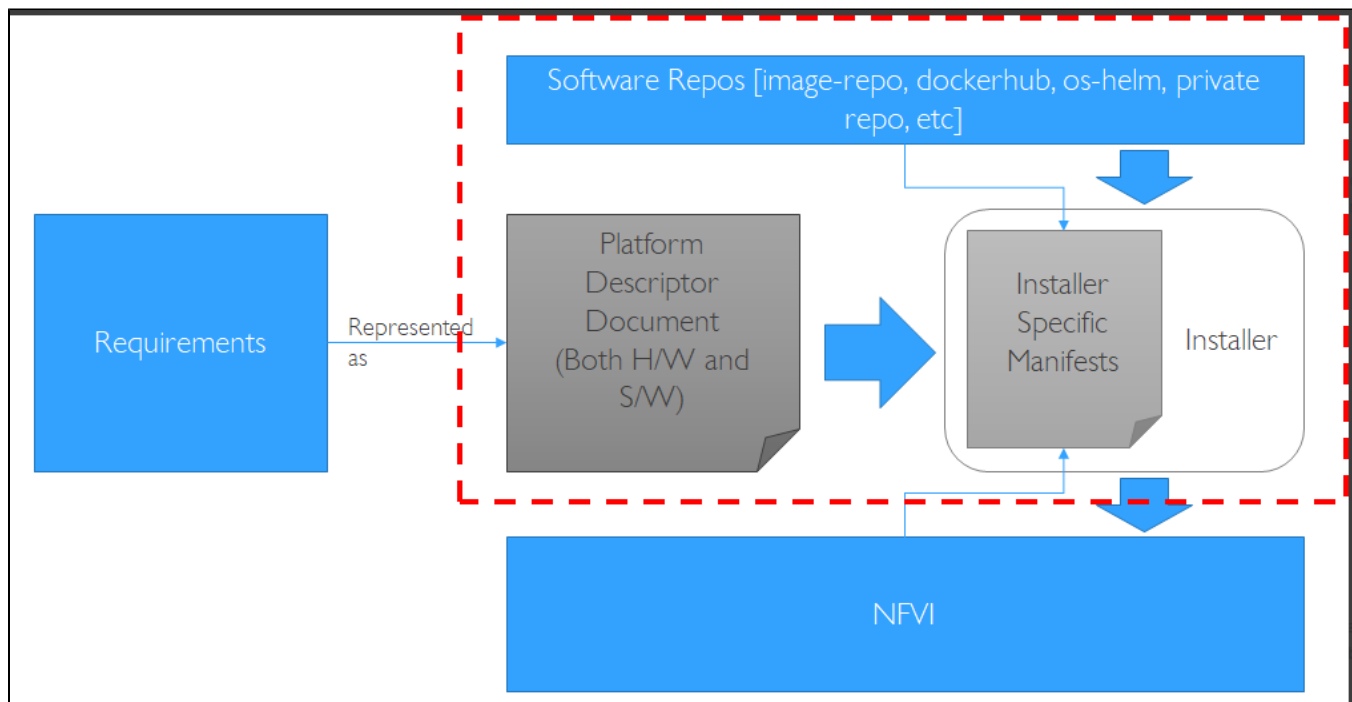 Software Repos [image-repo, dockerhub, os-helm, private
repo, etc]
Requirements
Represented
as
Platform
Descriptor
Document
(Both H/W and
S/W)
Installer
Specific
Manifests
Installer
NFVI